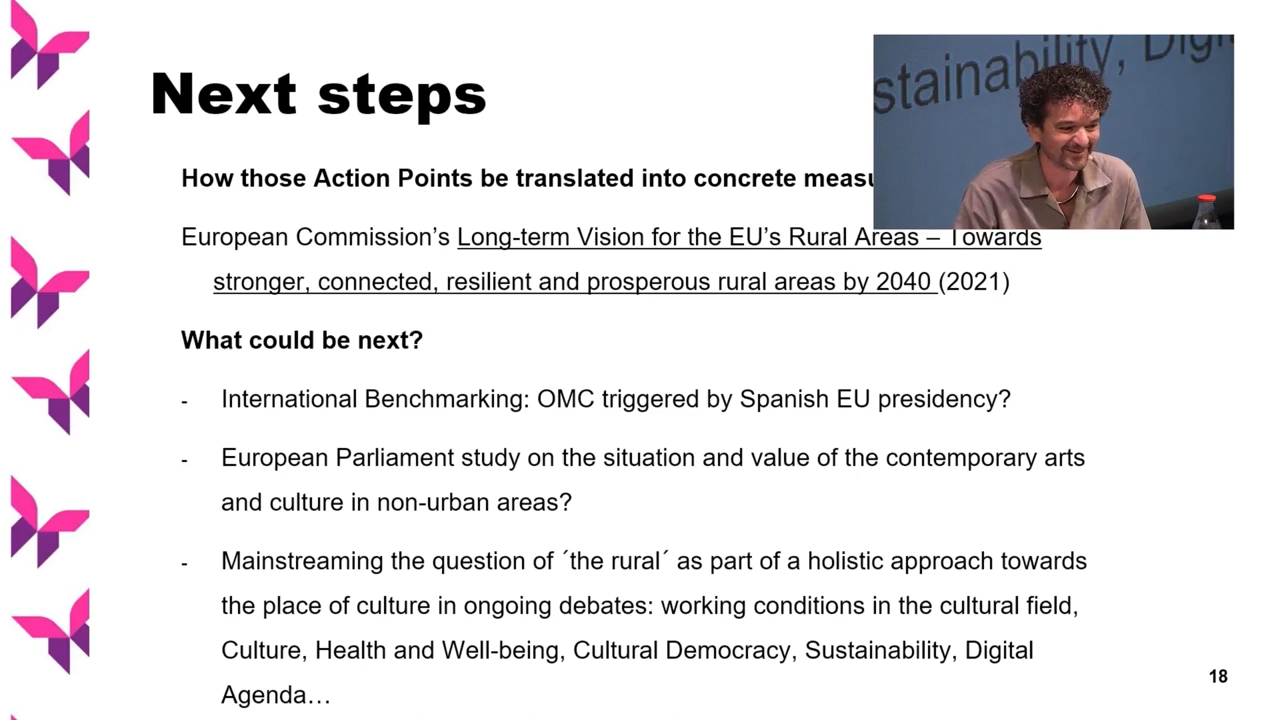 Next steps
stainability, Digi
How those Action Points be translated into concrete measu
European Commission’s Long-term Vision for the EU’s Rural Areas – Towards
stronger, connected, resilient and prosperous rural areas by 2040 (2021)
What could be next?
- International Benchmarking: OMC triggered by Spanish EU presidency?
- European Parliament study on the situation and value of the contemporary arts
and culture in non-urban areas?
- Mainstreaming the question of ´the rural´ as part of a holistic approach towards
the place of culture in ongoing debates: working conditions in the cultural field,
Culture, Health and Well-being, Cultural Democracy, Sustainability, Digital
Agenda…
18